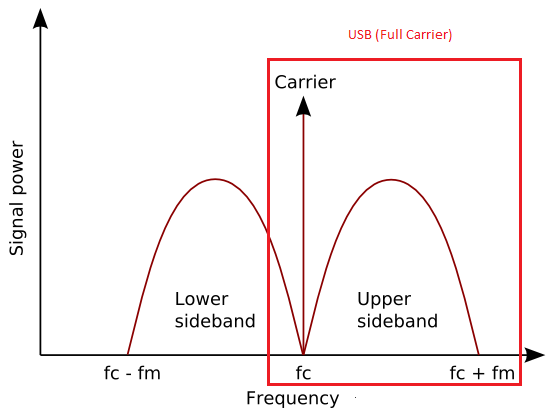 USB (Full Carrier)
Carrier
Signal power
Lower
sideband
Upper
sideband
fc - fm
fc
fc + fm
Frequency